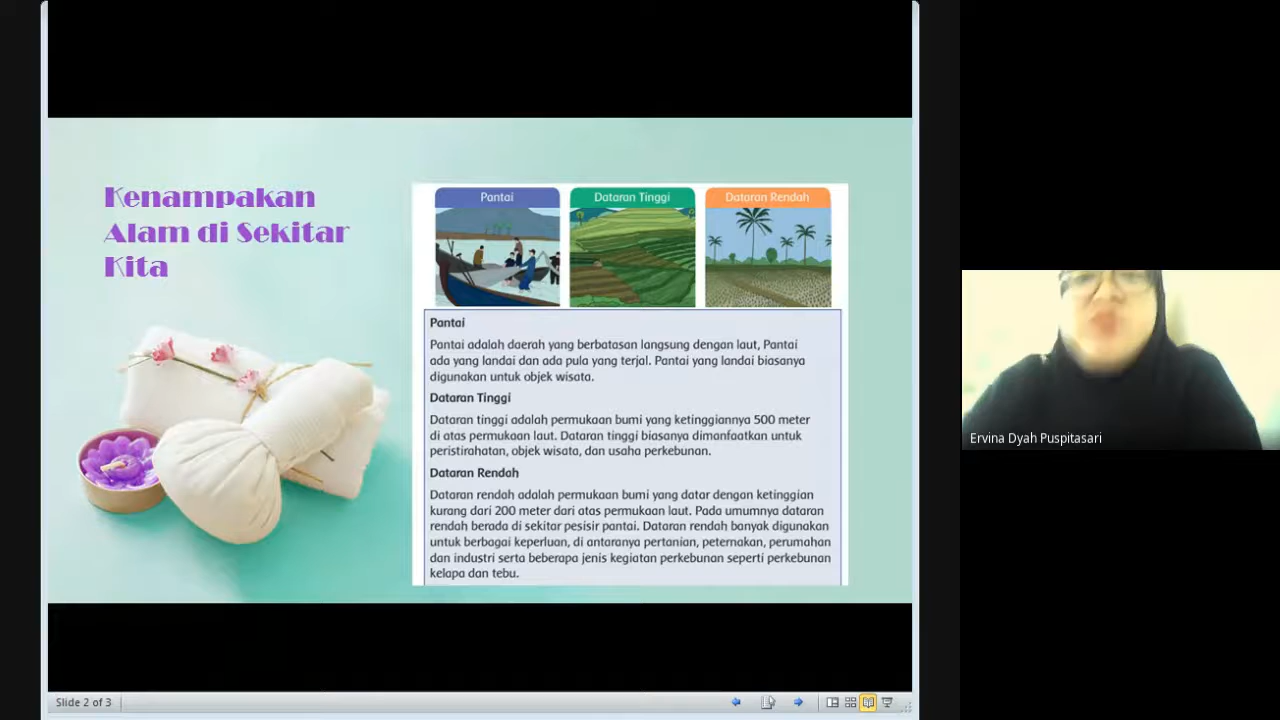 Kenampakan
Alam di Sekitar
Kita
Pantai
Dataran Tinggi
Dataran Rendah
Pantai
Pantai adalah daerah yang berbatasan langsung dengan laut, Pantai
ada yang landai dan ada pula yang terjal. Pantai yang landai biasanya
digunakan untuk objek wisata.
Dataran Tinggi
Dataran tinggi adalah permukaan bumi yang ketinggiannya 500 meter
di atas permukaan laut. Dataran tinggi biasanya dimanfaatkan untuk
peristirahatan, objek wisata, dan usaha perkebunan.
Dataran Rendah
Dataran rendah adalah permukaan bumi yang datar dengan ketinggian
kurang dari 200 meter dari atas permukaan laut. Pada umumnya dataran
rendah berada di sekitar pesisir pantai. Dataran rendah banyak digunakan
untuk berbagai keperluan, di antaranya pertanian, peternakan, perumahan
dan industri serta beberapa jenis kegiatan perkebunan seperti perkebunan
kelapa dan tebu.
Ervina Dyah Puspitasari
Slide 2 of 3